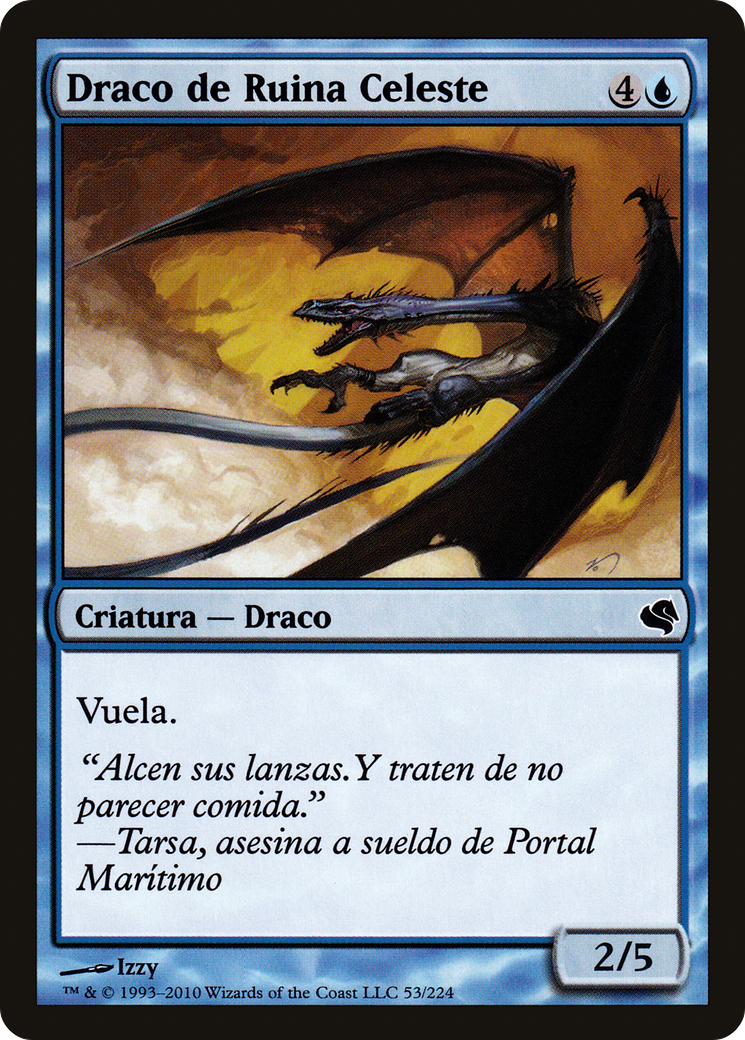 Draco de Ruina Celeste 4
Criatura — Draco
Vuela.
“Alcen sus lanzas. Y traten de no
parecer comida.”
—Tarsa, asesina a sueldo de Portal
Marítimo
2/5
Izzy
™ & © 1993–2010 Wizards of the Coast LLC 53/224